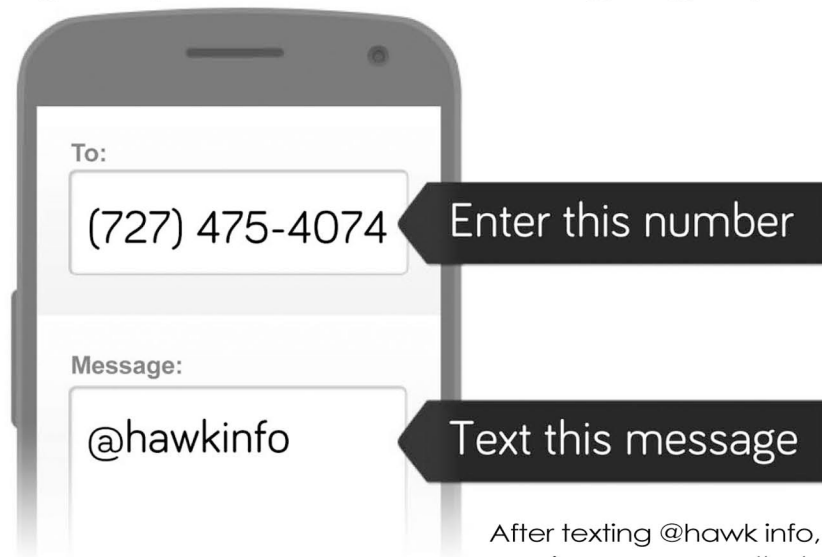 To:
(727) 475-4074
Enter this number
Message:
@hawkinfo
Text this message
After texting @hawk info,